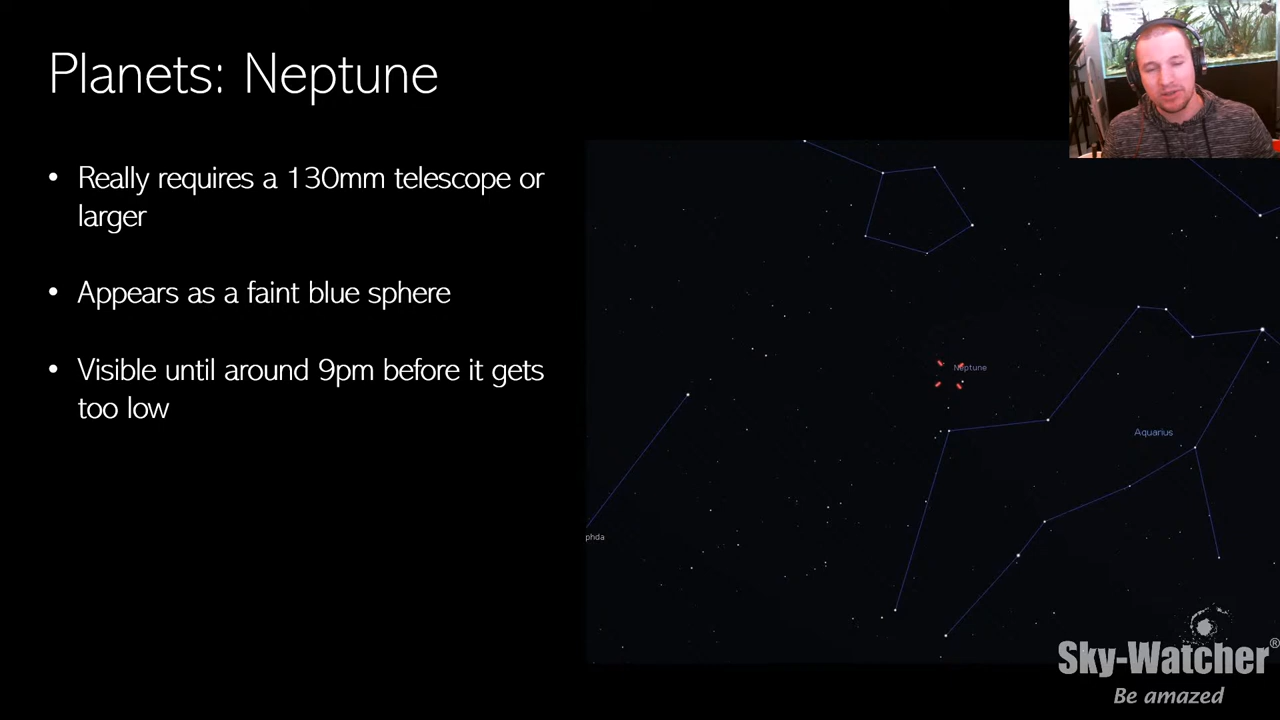 Planets: Neptune
• Really requires a 130mm telescope or
larger
• Appears as a faint blue sphere
• Visible until around 9pm before it gets
too low
Neptune
Aquarius
phda
Sky-Watcher®
Be amazed